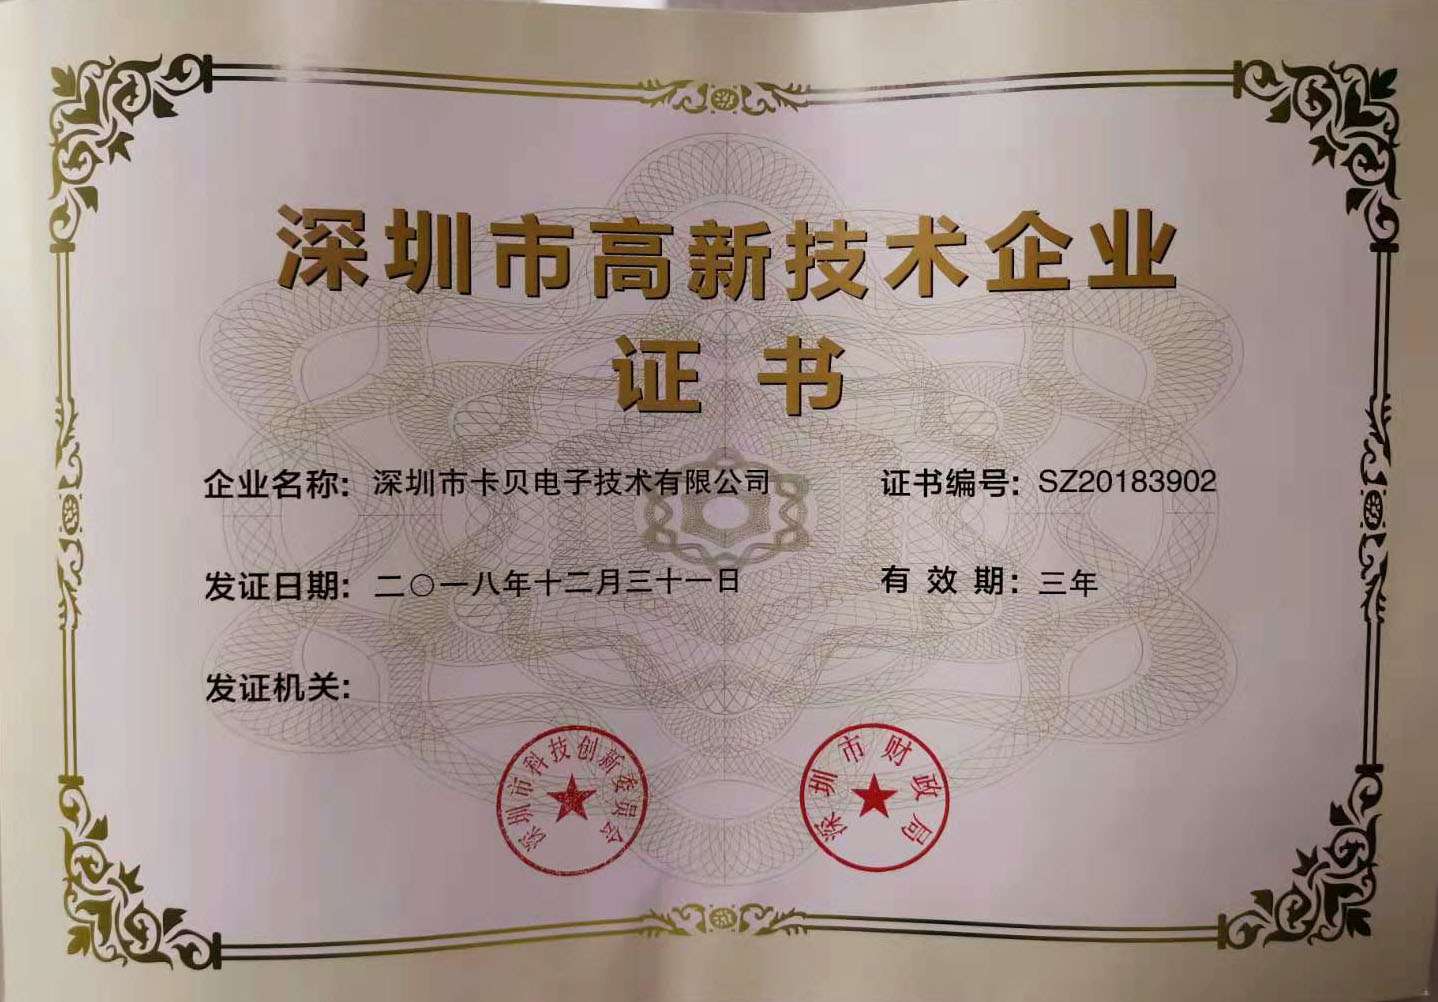 深圳市高新技术企业
证书
企业名称: 深圳市卡贝电子技术有限公司
证书编号: SZ20183902
发证日期: 二〇一八年十二月三十一日
有效期: 三年
发证机关:
深圳市科技创新委员会
深圳市财政局